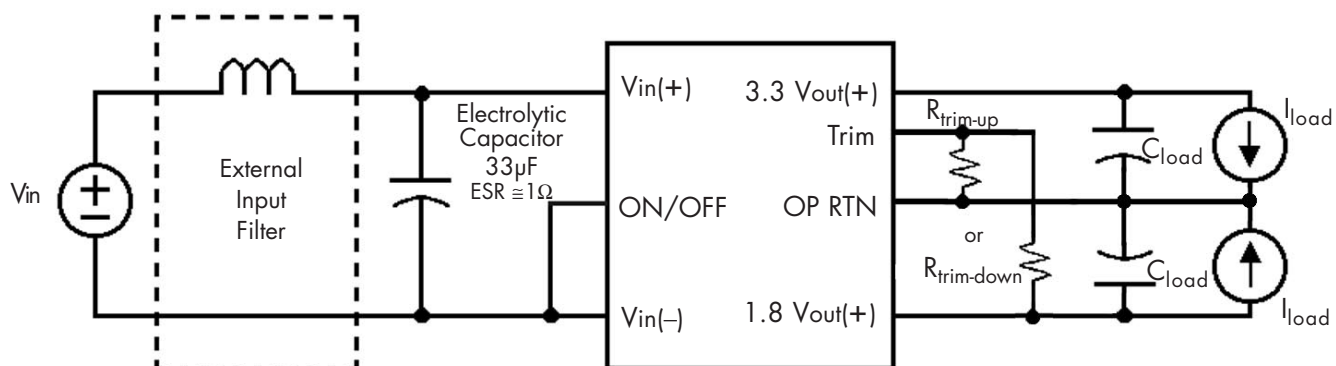 Vin
External
Input
Filter
Electrolytic
Capacitor
33µF
ESR ≅1Ω
Vin(+)
ON/OFF
Vin(–)
3.3 Vout(+)
Trim
OP RTN
1.8 Vout(+)
Rtrim-up
or
Rtrim-down
Cload
Iload
Cload
Iload